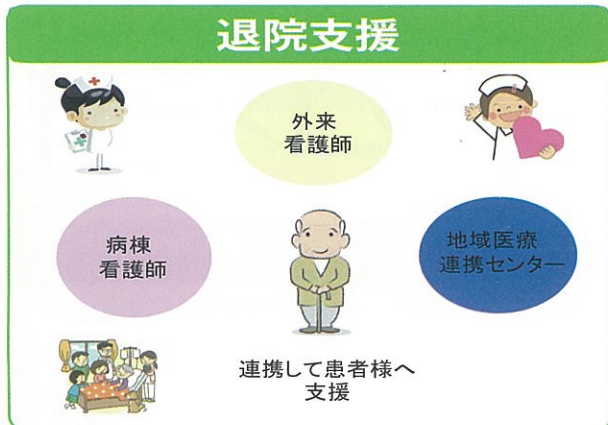 退院支援
外来
看護師
病棟
看護師
地域医療
連携センター
連携して患者様へ
支援